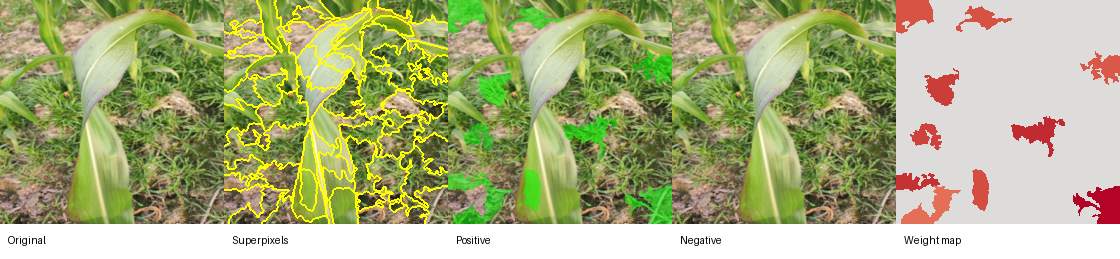 Original
Superpixels
Positive
Negative
Weight map